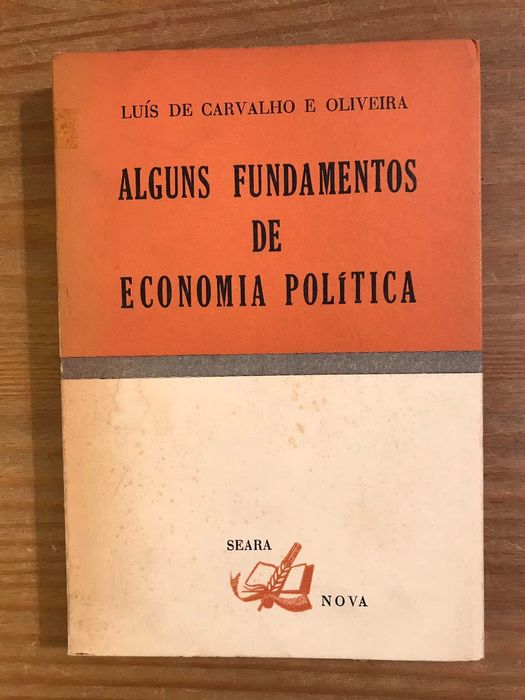 LUÍS DE CARVALHO E OLIVEIRA
ALGUNS FUNDAMENTOS
DE
ECONOMIA POLÍTICA
SEARA
NOVA